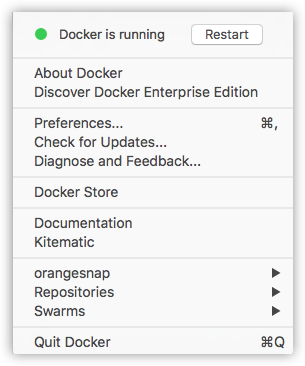 Docker is running Restart
About Docker
Discover Docker Enterprise Edition
Preferences... ⌘,
Check for Updates...
Diagnose and Feedback...
Docker Store
Documentation
Kitematic
orangesnap ▶
Repositories ▶
Swarms ▶
Quit Docker ⌘Q